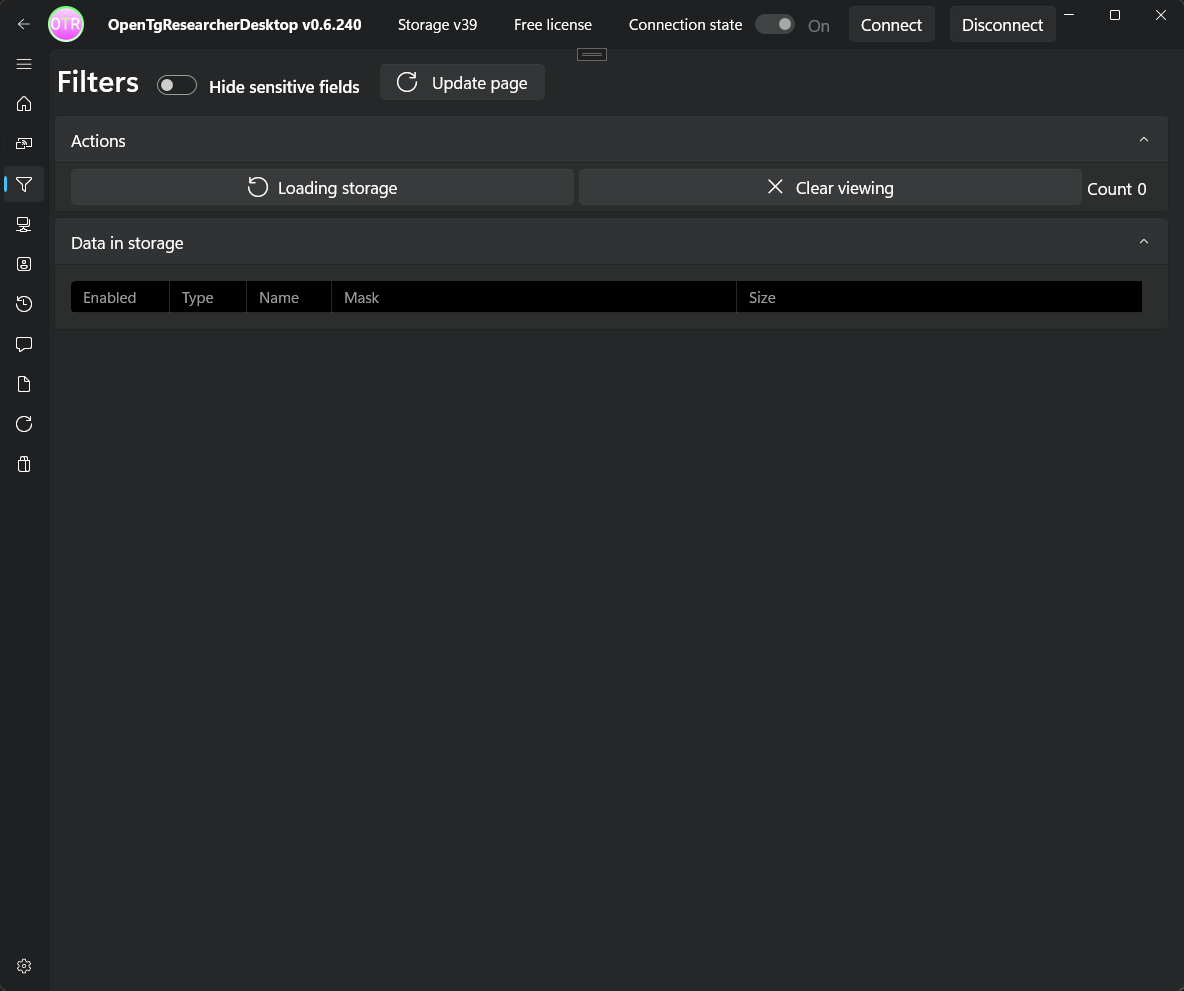 OTR OpenTgResearcherDesktop v0.6.240 Storage v39 Free license Connection state On Connect Disconnect
Filters Hide sensitive fields Update page
Actions
Loading storage Clear viewing Count 0
Data in storage
Enabled Type Name Mask Size